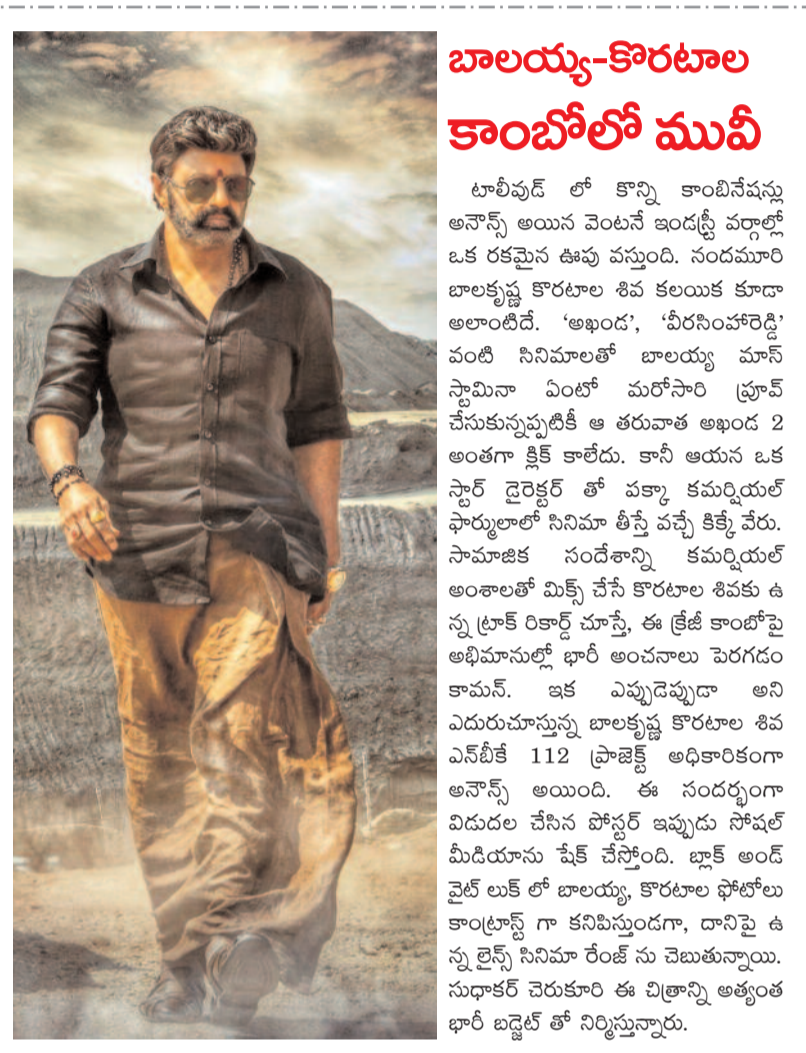 బాలయ్య-కొరటాల
కాంబోలో మువీ
టాలీవుడ్ లో కొన్ని కాంబినేషన్లు
అనౌన్స్ అయిన వెంటనే ఇండస్ట్రీ వర్గాల్లో
ఒక రకమైన ఊపు వస్తుంది. నందమూరి
బాలకృష్ణ కొరటాల శివ కలయిక కూడా
అలాంటిదే. ‘అఖండ’, ‘వీరసింహారెడ్డి’
వంటి సినిమాలతో బాలయ్య మాస్
స్టామినా ఏంటో మరోసారి ప్రూవ్
చేసుకున్నప్పటికీ ఆ తరువాత అఖండ 2
అంతగా క్లిక్ కాలేదు. కానీ ఆయన ఒక
స్టార్ డైరెక్టర్ తో పక్కా కమర్షియల్
ఫార్ములాలో సినిమా తీస్తే వచ్చే కిక్కే వేరు.
సామాజిక సందేశాన్ని కమర్షియల్
అంశాలతో మిక్స్ చేసే కొరటాల శివకు ఉ
న్న ట్రాక్ రికార్డ్ చూస్తే, ఈ క్రేజీ కాంబోపై
అభిమానుల్లో భారీ అంచనాలు పెరగడం
కామన్. ఇక ఎప్పుడెప్పుడా అని
ఎదురుచూస్తున్న బాలకృష్ణ కొరటాల శివ
ఎన్‌బీకే 112 ప్రాజెక్ట్ అధికారికంగా
అనౌన్స్ అయింది. ఈ సందర్భంగా
విడుదల చేసిన పోస్టర్ ఇప్పుడు సోషల్
మీడియాను షేక్ చేస్తోంది. బ్లాక్ అండ్
వైట్ లుక్ లో బాలయ్య, కొరటాల ఫోటోలు
కాంట్రాస్ట్ గా కనిపిస్తుండగా, దానిపై ఉ
న్న లైన్స్ సినిమా రేంజ్ ను చెబుతున్నాయి.
సుధాకర్ చెరుకూరి ఈ చిత్రాన్ని అత్యంత
భారీ బడ్జెట్ తో నిర్మిస్తున్నారు.